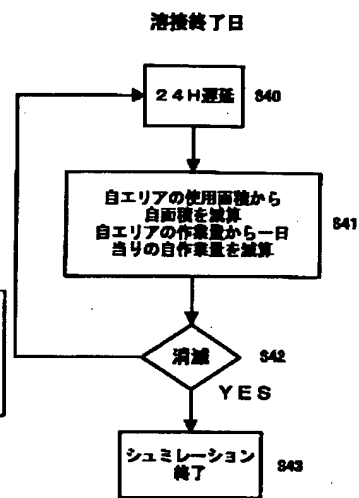 溶接終了日
24H遅延
S40
自エリアの使用面積から
自面積を減算
自エリアの作業量から一日
当りの自作業量を減算
S41
消滅
S42
YES
シュミレーション
終了
S43